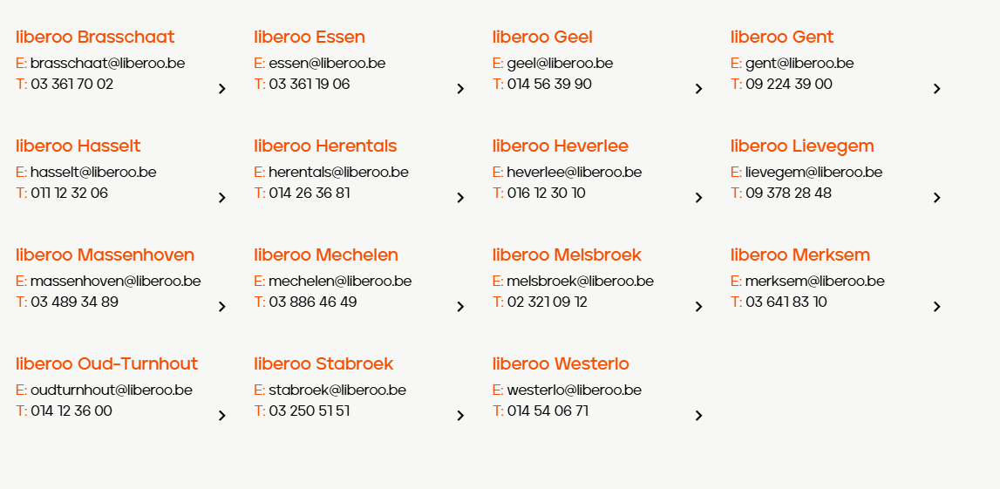 liberoo Brasschaat
E: brasschaat@liberoo.be
T: 03 361 70 02
liberoo Essen
E: essen@liberoo.be
T: 03 361 19 06
liberoo Geel
E: geel@liberoo.be
T: 014 56 39 90
liberoo Gent
E: gent@liberoo.be
T: 09 224 39 00
liberoo Hasselt
E: hasselt@liberoo.be
T: 011 12 32 06
liberoo Herentals
E: herentals@liberoo.be
T: 014 26 36 81
liberoo Heverlee
E: heverlee@liberoo.be
T: 016 12 30 10
liberoo Lievegem
E: lievegem@liberoo.be
T: 09 378 28 48
liberoo Massenhoven
E: massenhoven@liberoo.be
T: 03 489 34 89
liberoo Mechelen
E: mechelen@liberoo.be
T: 03 886 46 49
liberoo Melsbroek
E: melsbroek@liberoo.be
T: 02 321 09 12
liberoo Merksem
E: merksem@liberoo.be
T: 03 641 83 10
liberoo Oud-Turnhout
E: oudturnhout@liberoo.be
T: 014 12 36 00
liberoo Stabroek
E: stabroek@liberoo.be
T: 03 250 51 51
liberoo Westerlo
E: westerlo@liberoo.be
T: 014 54 06 71